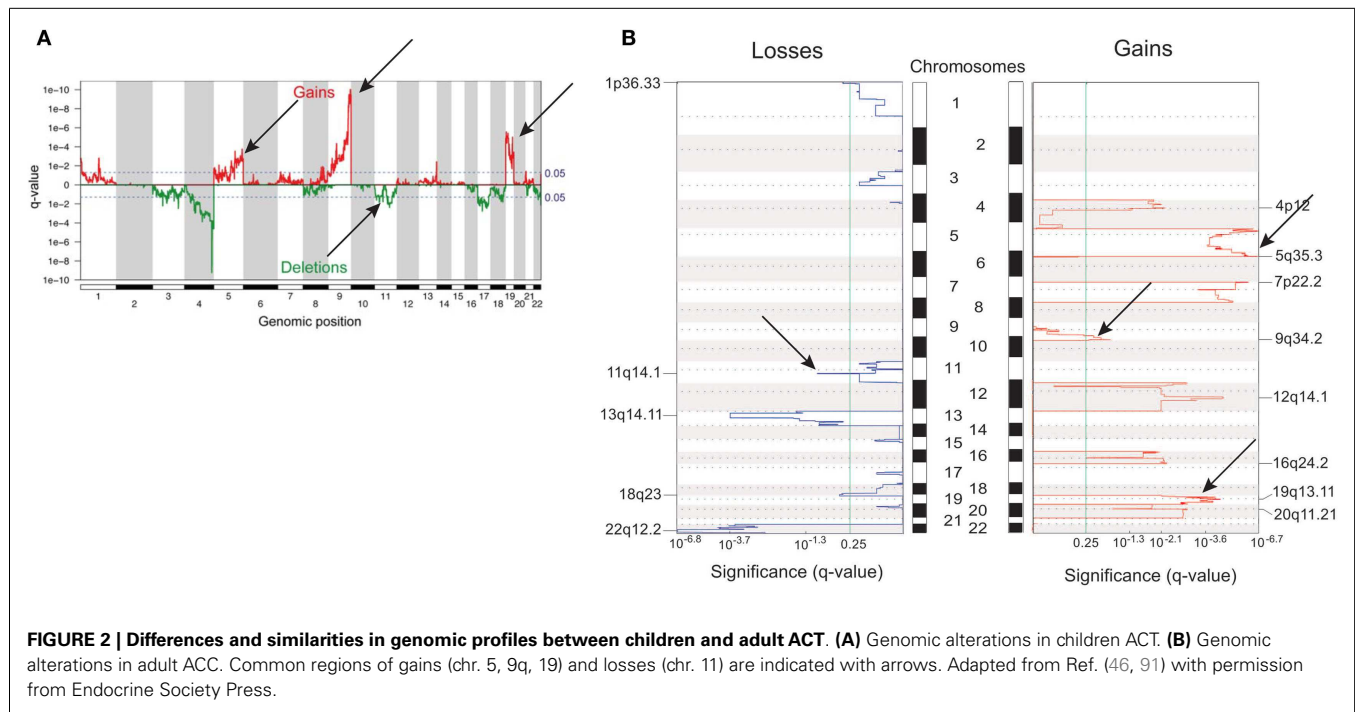 A
1e-10
1e-8
1e-6
1e-4
1e-2
0
1e-2
1e-4
1e-6
1e-8
1e-10
q-value
Gains
Deletions
0.05
0.05
1 2 3 4 5 6 7 8 9 10 11 12 13 14 15 16 17 18 19 20 21 22
Genomic position
B
Losses
Chromosomes
Gains
1p36.33
11q14.1
13q14.11
18q23
22q12.2
1
2
3
4
5
6
7
8
9
10
11
12
13
14
15
16
17
18
19
20
21
22
4p12
5q35.3
7p22.2
9q34.2
12q14.1
16q24.2
19q13.11
20q11.21
10-6.8 10-3.7 10-1.3 0.25
Significance (q-value)
0.25 10-1.3 10-2.1 10-3.6 10-6.7
Significance (q-value)
FIGURE 2 | Differences and similarities in genomic profiles between children and adult ACT. (A) Genomic alterations in children ACT. (B) Genomic
alterations in adult ACC. Common regions of gains (chr. 5, 9q, 19) and losses (chr. 11) are indicated with arrows. Adapted from Ref. (46, 91) with permission
from Endocrine Society Press.